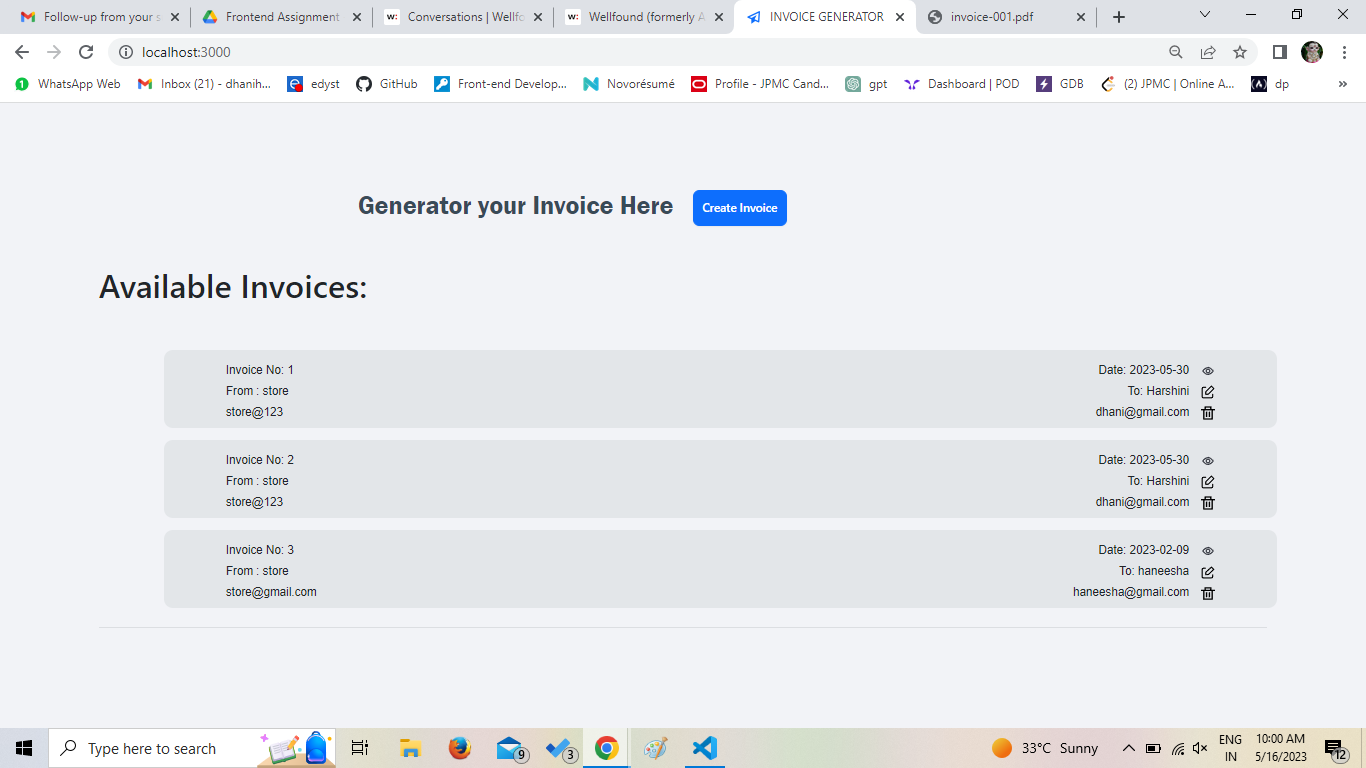 Follow-up from your s
Frontend Assignment
w: Conversations | Wellfo
w: Wellfound (formerly A
INVOICE GENERATOR
invoice-001.pdf
localhost:3000
1 WhatsApp Web
Inbox (21) - dhanih...
edyst
GitHub
Front-end Develop...
Novorésumé
Profile - JPMC Cand...
gpt
Dashboard | POD
GDB
(2) JPMC | Online A...
dp
Generator your Invoice Here
Create Invoice
Available Invoices:
Invoice No: 1
Date: 2023-05-30
From : store
To: Harshini
store@123
dhani@gmail.com
Invoice No: 2
Date: 2023-05-30
From : store
To: Harshini
store@123
dhani@gmail.com
Invoice No: 3
Date: 2023-02-09
From : store
To: haneesha
store@gmail.com
haneesha@gmail.com
Type here to search
9
3
33°C Sunny
ENG
IN
10:00 AM
5/16/2023
12